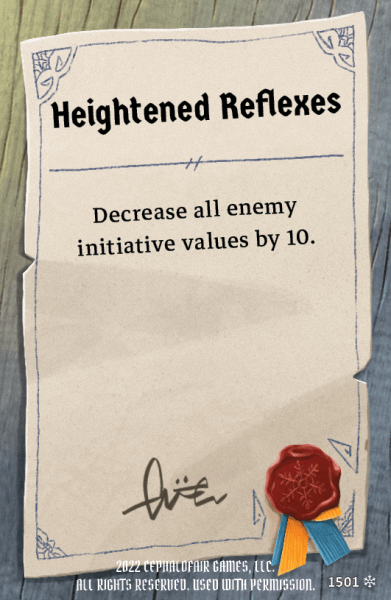 Heightened Reflexes
Decrease all enemy
initiative values by 10.
2022 CEPHALOFAIR GAMES, LLC.
ALL RIGHTS RESERVED. USED WITH PERMISSION.
1501